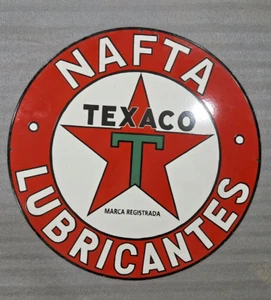 NAFTA
TEXACO
T
MARCA REGISTRADA
LUBRICANTES